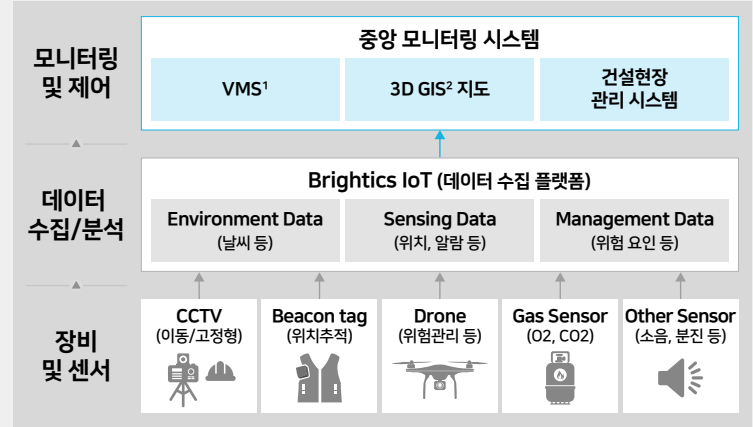 모니터링
및 제어
중앙 모니터링 시스템
VMS¹
3D GIS² 지도
건설현장
관리 시스템
데이터
수집/분석
Brightics IoT (데이터 수집 플랫폼)
Environment Data
(날씨 등)
Sensing Data
(위치, 알람 등)
Management Data
(위험 요인 등)
장비
및 센서
CCTV
(이동/고정형)
Beacon tag
(위치추적)
Drone
(위험관리 등)
Gas Sensor
(O2, CO2)
Other Sensor
(소음, 분진 등)